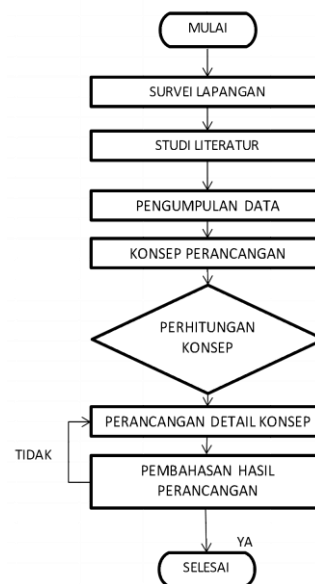 MULAI
SURVEI LAPANGAN
STUDI LITERATUR
PENGUMPULAN DATA
KONSEP PERANCANGAN
PERHITUNGAN
KONSEP
PERANCANGAN DETAIL KONSEP
TIDAK
PEMBAHASAN HASIL
PERANCANGAN
YA
SELESAI